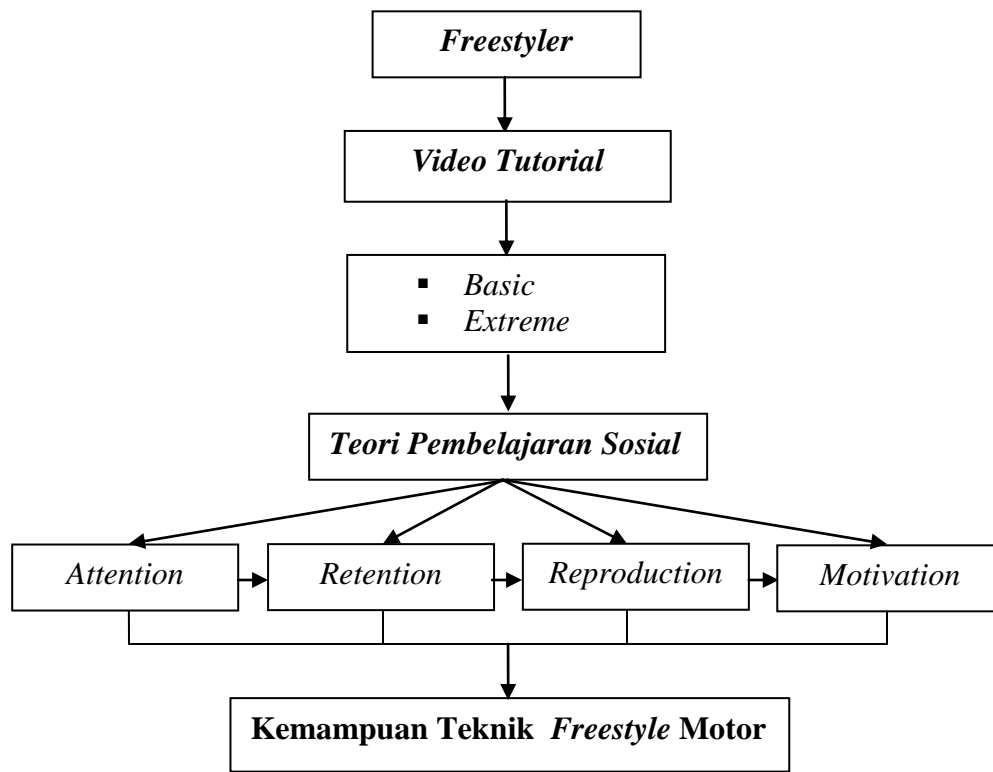 Freestyler
Video Tutorial
▪ Basic
▪ Extreme
Teori Pembelajaran Sosial
Attention
Retention
Reproduction
Motivation
Kemampuan Teknik Freestyle Motor